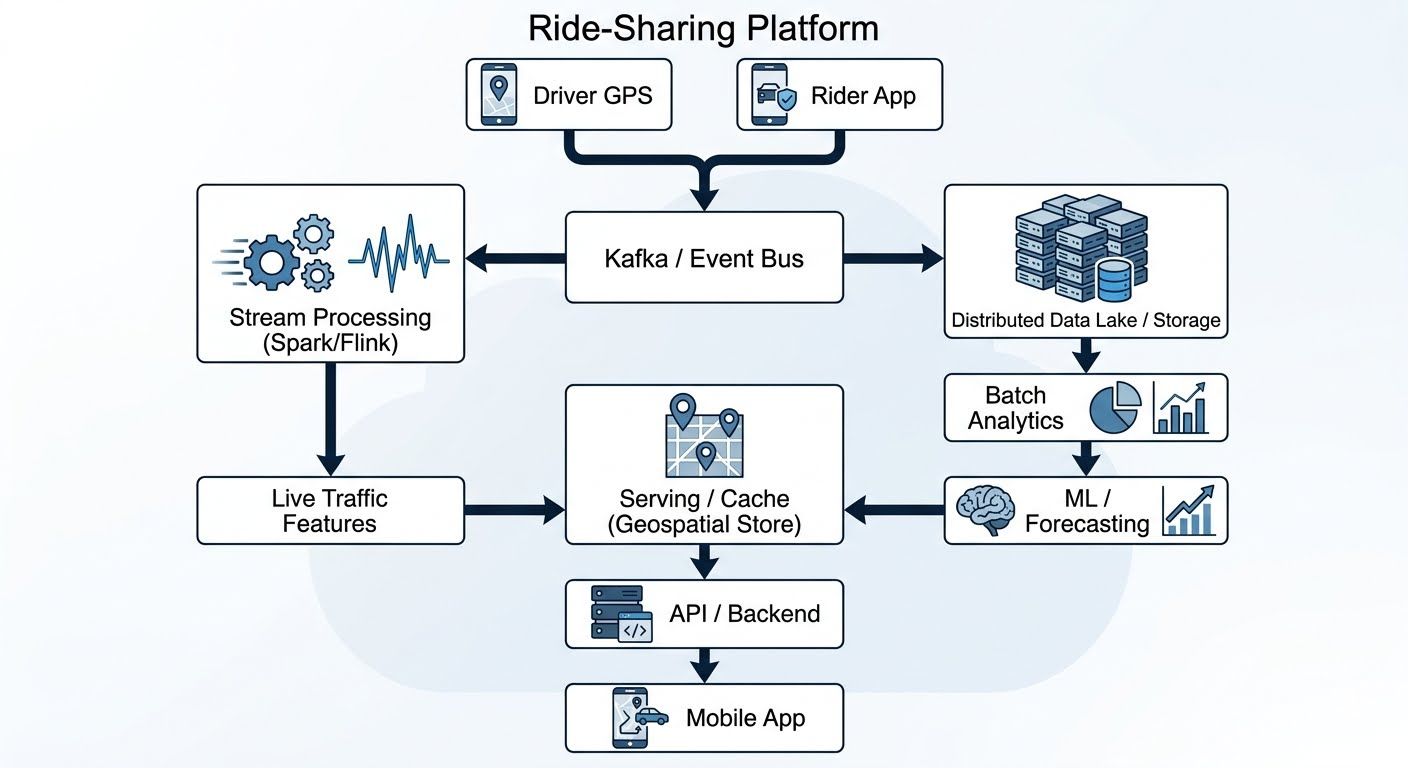 Ride-Sharing Platform
Driver GPS
Rider App
Kafka / Event Bus
Stream Processing
(Spark/Flink)
Distributed Data Lake / Storage
Batch
Analytics
Live Traffic
Features
Serving / Cache
(Geospatial Store)
ML /
Forecasting
</> API / Backend
Mobile App